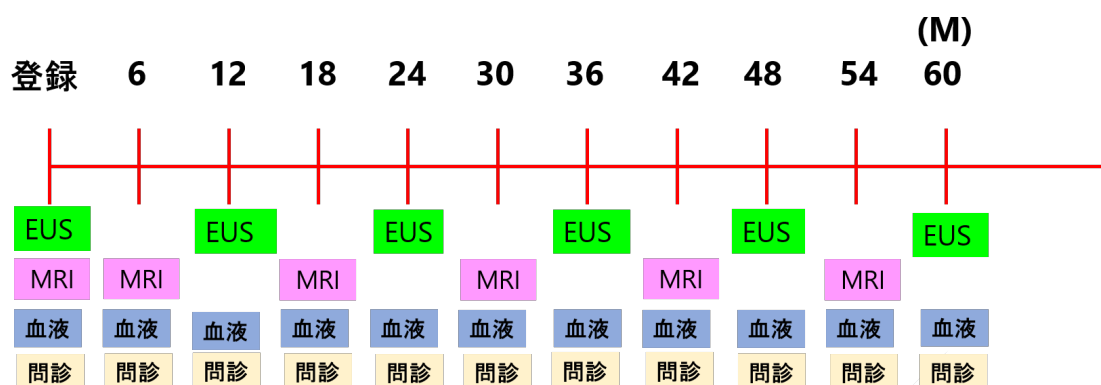 (M)
登録 6 12 18 24 30 36 42 48 54 60
EUS EUS EUS EUS EUS EUS
MRI MRI MRI MRI MRI MRI
血液 血液 血液 血液 血液 血液 血液 血液 血液 血液 血液
問診 問診 問診 問診 問診 問診 問診 問診 問診 問診 問診